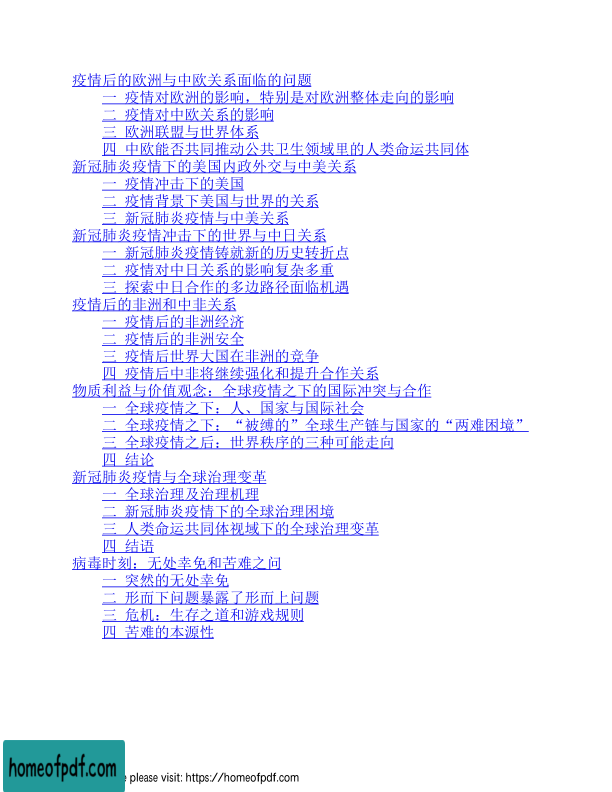 疫情后的欧洲与中欧关系面临的问题
一 疫情对欧洲的影响，特别是对欧洲整体走向的影响
二 疫情对中欧关系的影响
三 欧洲联盟与世界体系
四 中欧能否共同推动公共卫生领域里的人类命运共同体
新冠肺炎疫情下的美国内政外交与中美关系
一 疫情冲击下的美国
二 疫情背景下美国与世界的关系
三 新冠肺炎疫情与中美关系
新冠肺炎疫情冲击下的世界与中日关系
一 新冠肺炎疫情铸就新的历史转折点
二 疫情对中日关系的影响复杂多重
三 探索中日合作的多边路径面临机遇
疫情后的非洲和中非关系
一 疫情后的非洲经济
二 疫情后的非洲安全
三 疫情后世界大国在非洲的竞争
四 疫情后中非将继续强化和提升合作关系
物质利益与价值观念：全球疫情之下的国际冲突与合作
一 全球疫情之下：人、国家与国际社会
二 全球疫情之下：“被缚的”全球生产链与国家的“两难困境”
三 全球疫情之后：世界秩序的三种可能走向
四 结论
新冠肺炎疫情与全球治理变革
一 全球治理及治理机理
二 新冠肺炎疫情下的全球治理困境
三 人类命运共同体视域下的全球治理变革
四 结语
病毒时刻：无处幸免和苦难之问
一 突然的无处幸免
二 形而下问题暴露了形而上问题
三 危机：生存之道和游戏规则
四 苦难的本源性
homeofpdf.com
please visit: https://homeofpdf.com